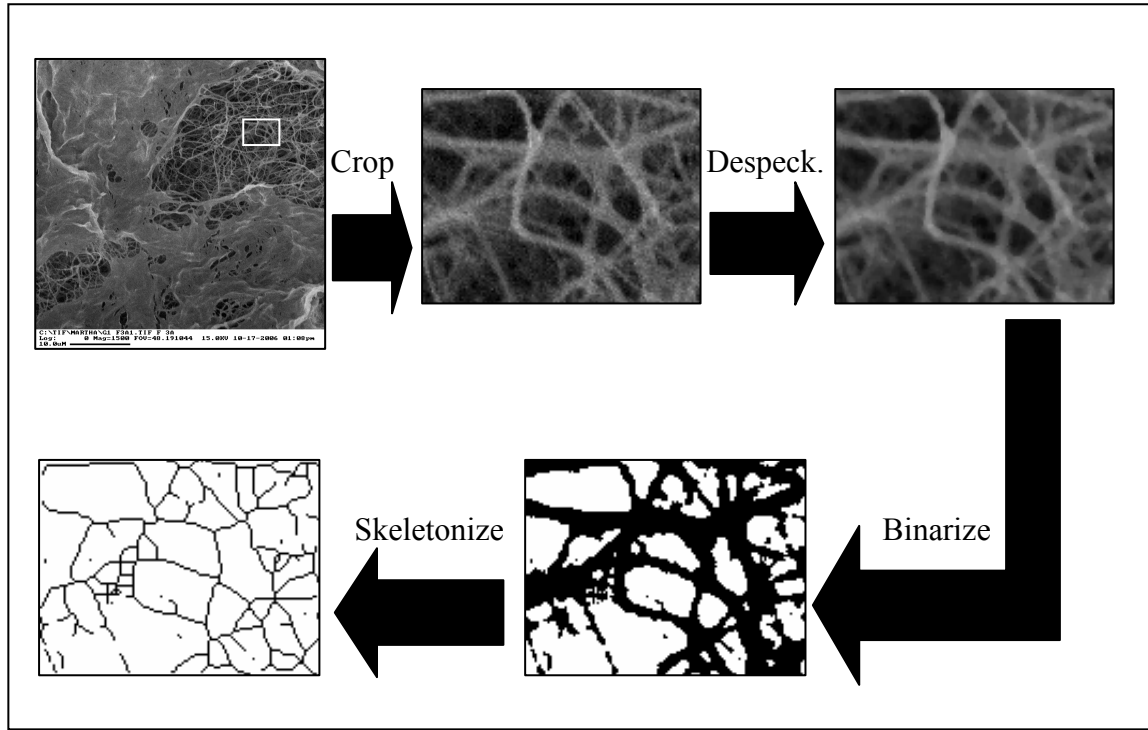 Crop
Despeck.
C:\TIF\MARTHA\G1 F3A1.TIF F 3A
Log: 0 Mag=1500 FOV=48.191044 15.0KV 10-17-2006 01:08pm
10.0uM
Skeletonize
Binarize